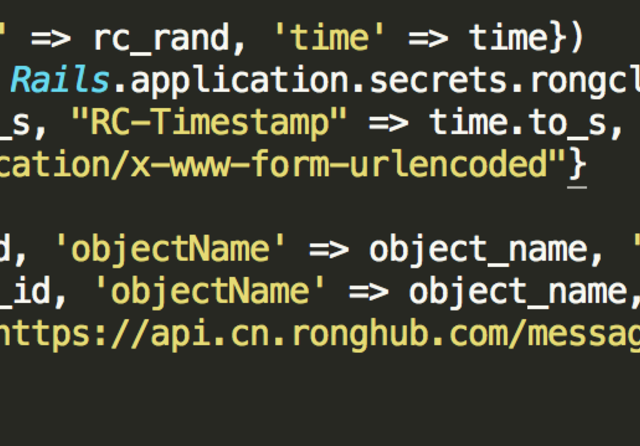 ' => rc_rand, 'time' => time})
Rails.application.secrets.rongcl
_s, "RC-Timestamp" => time.to_s,
cation/x-www-form-urlencoded"}
d, 'objectName' => object_name, '
_id, 'objectName' => object_name,
https://api.cn.ronghub.com/messag